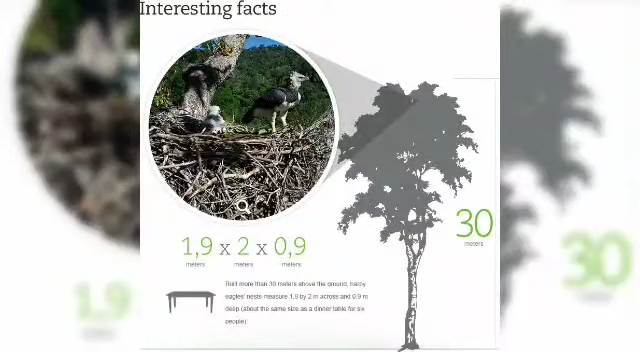 Interesting facts
30
meters
1,9 x 2 x 0,9
meters meters meters
Built more than 30 meters above the ground, harpy
eagles' nests measure 1,9 by 2 m across and 0,9 m
deep (about the same size as a dinner table for six
people).